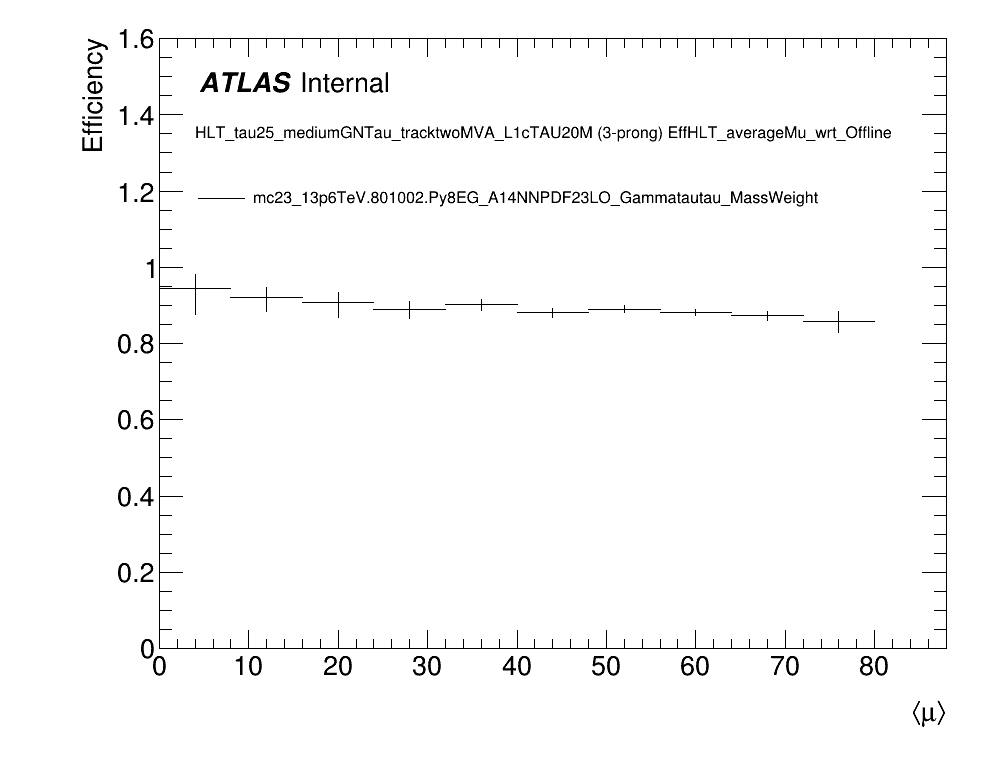 Efficiency
1.6
1.4
1.2
1
0.8
0.6
0.4
0.2
0
ATLAS Internal
HLT_tau25_mediumGNTau_tracktwoMVA_L1cTAU20M (3-prong) EffHLT_averageMu_wrt_Offline
mc23_13p6TeV.801002.Py8EG_A14NNPDF23LO_Gammatautau_MassWeight
0 10 20 30 40 50 60 70 80
⟨μ⟩